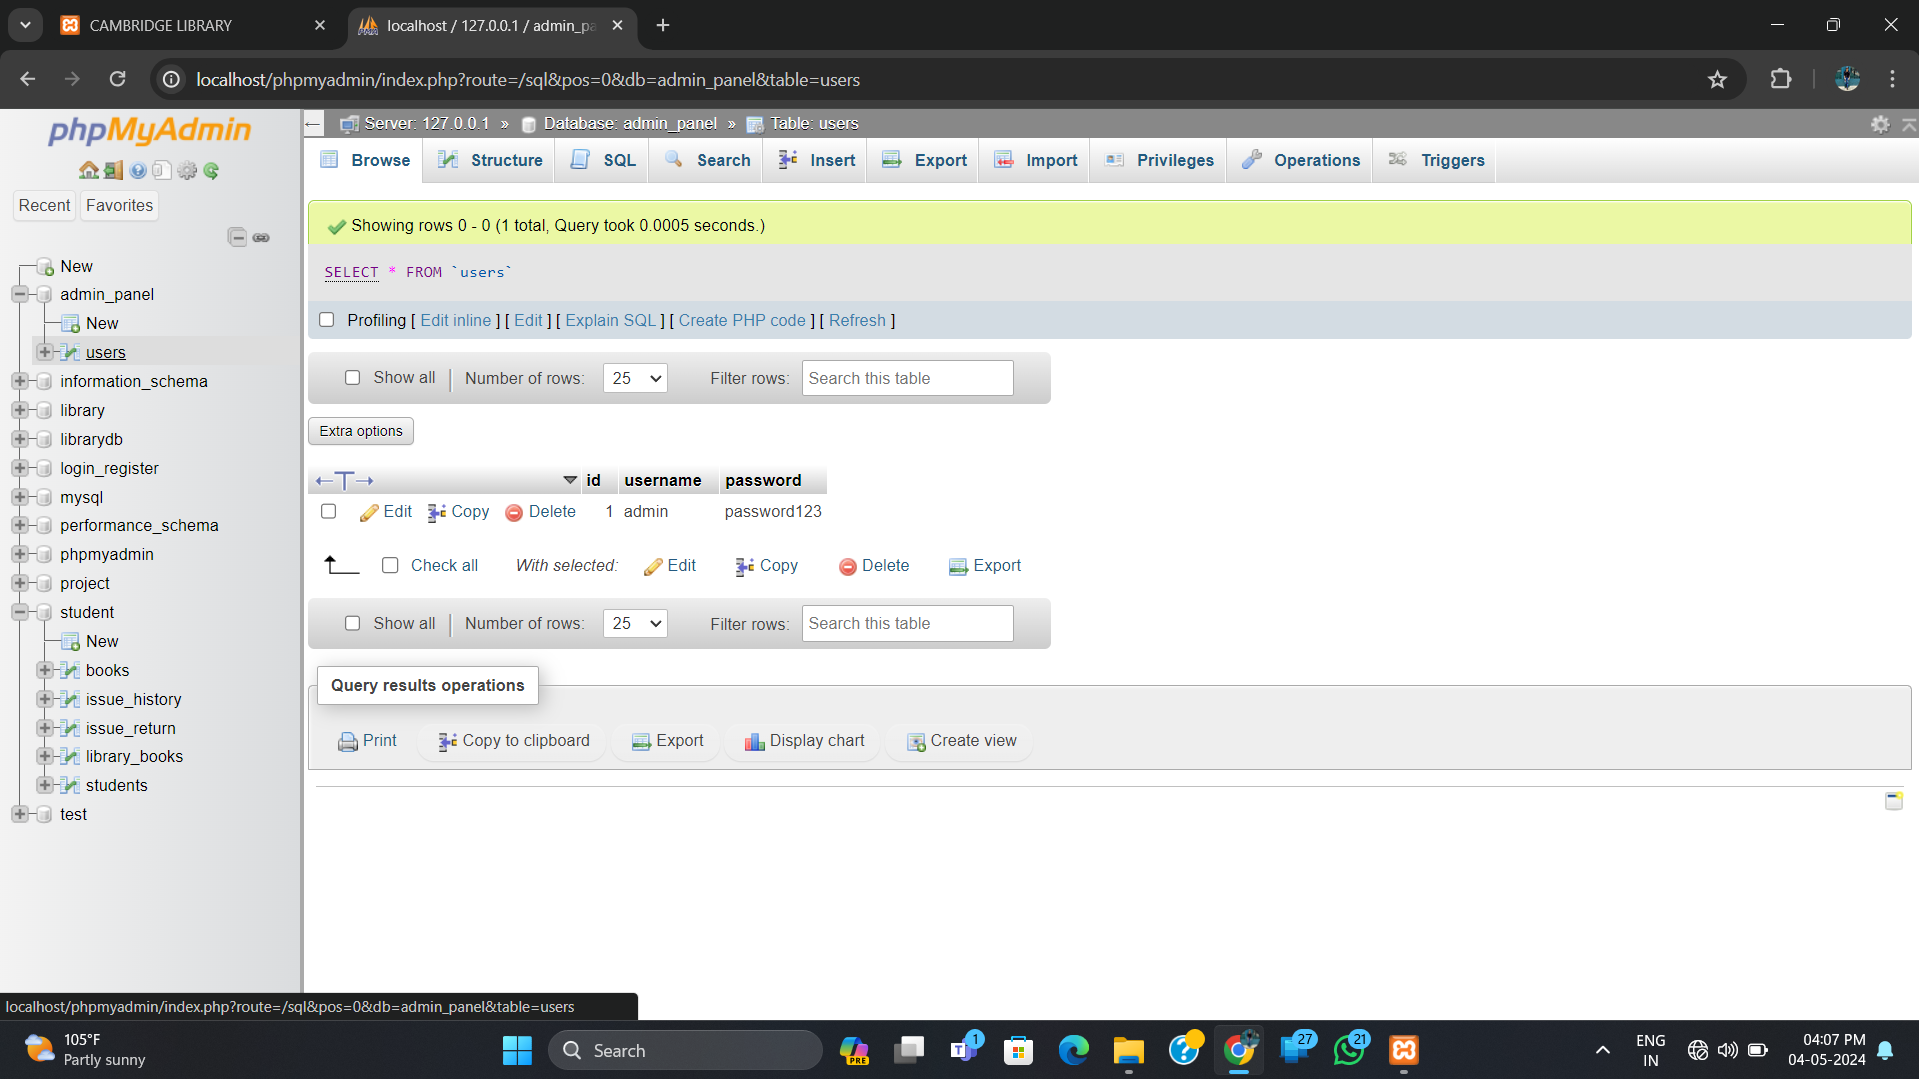 CAMBRIDGE LIBRARY
localhost / 127.0.0.1 / admin_pa
localhost/phpmyadmin/index.php?route=/sql&pos=0&db=admin_panel&table=users
phpMyAdmin
Recent Favorites
New
admin_panel
New
users
information_schema
library
librarydb
login_register
mysql
performance_schema
phpmyadmin
project
student
New
books
issue_history
issue_return
library_books
students
test
Server: 127.0.0.1 » Database: admin_panel » Table: users
Browse Structure SQL Search Insert Export Import Privileges Operations Triggers
Showing rows 0 - 0 (1 total, Query took 0.0005 seconds.)
SELECT * FROM `users`
Profiling [ Edit inline ] [ Edit ] [ Explain SQL ] [ Create PHP code ] [ Refresh ]
Show all Number of rows: 25 Filter rows: Search this table
Extra options
←T→ id username password
Edit Copy Delete 1 admin password123
Check all With selected: Edit Copy Delete Export
Show all Number of rows: 25 Filter rows: Search this table
Query results operations
Print Copy to clipboard Export Display chart Create view
localhost/phpmyadmin/index.php?route=/sql&pos=0&db=admin_panel&table=users
105°F
Partly sunny
Search
PRE
1
27
21
ENG
IN
04:07 PM
04-05-2024